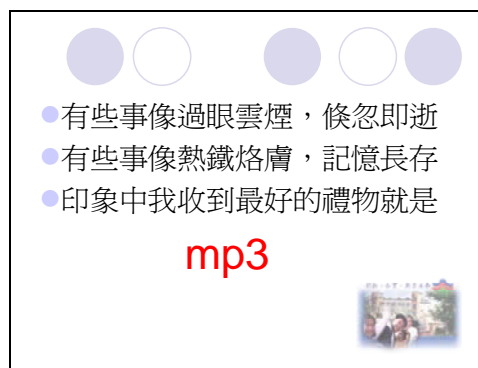 有些事像過眼雲煙，倏忽即逝
有些事像熱鐵烙膚，記憶長存
印象中我收到最好的禮物就是
mp3